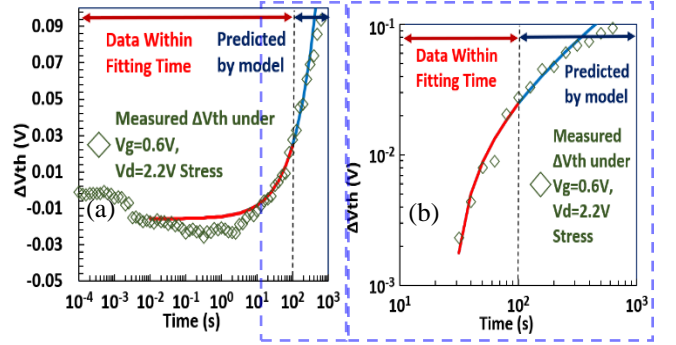 0.09
0.07
0.05
0.03
0.01
-0.01
-0.03
-0.05
ΔVth (V)
Data Within
Fitting Time
Predicted
by model
Measured ΔVth under
Vg=0.6V,
Vd=2.2V Stress
(a)
10-4 10-3 10-2 10-1 100 101 102 103
Time (s)
10-1
10-2
10-3
ΔVth (V)
Data Within
Fitting Time
Predicted
by model
Measured
ΔVth under
Vg=0.6V,
Vd=2.2V
Stress
(b)
101 102 103
Time (s)